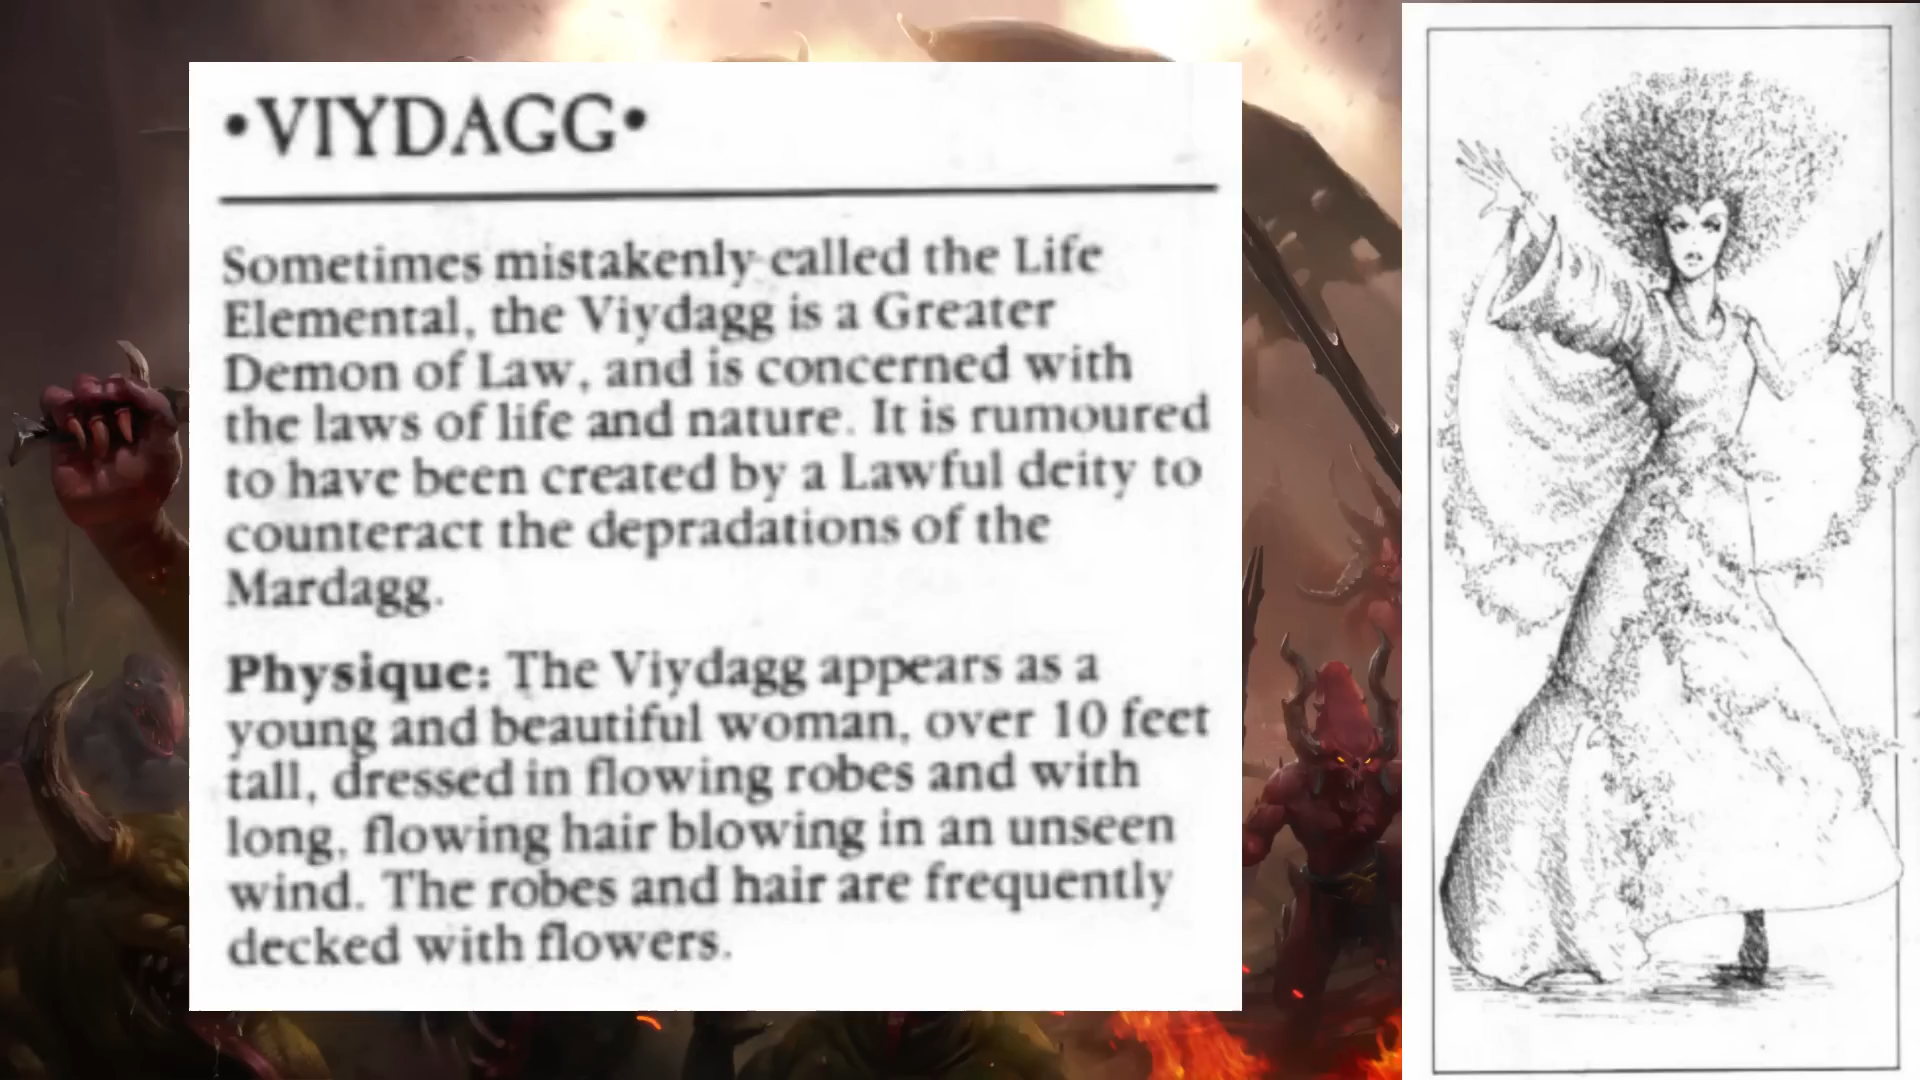 •VIYDAGG•
Sometimes mistakenly called the Life
Elemental, the Viydagg is a Greater
Demon of Law, and is concerned with
the laws of life and nature. It is rumoured
to have been created by a Lawful deity to
counteract the depradations of the
Mardagg.
Physique: The Viydagg appears as a
young and beautiful woman, over 10 feet
tall, dressed in flowing robes and with
long, flowing hair blowing in an unseen
wind. The robes and hair are frequently
decked with flowers.